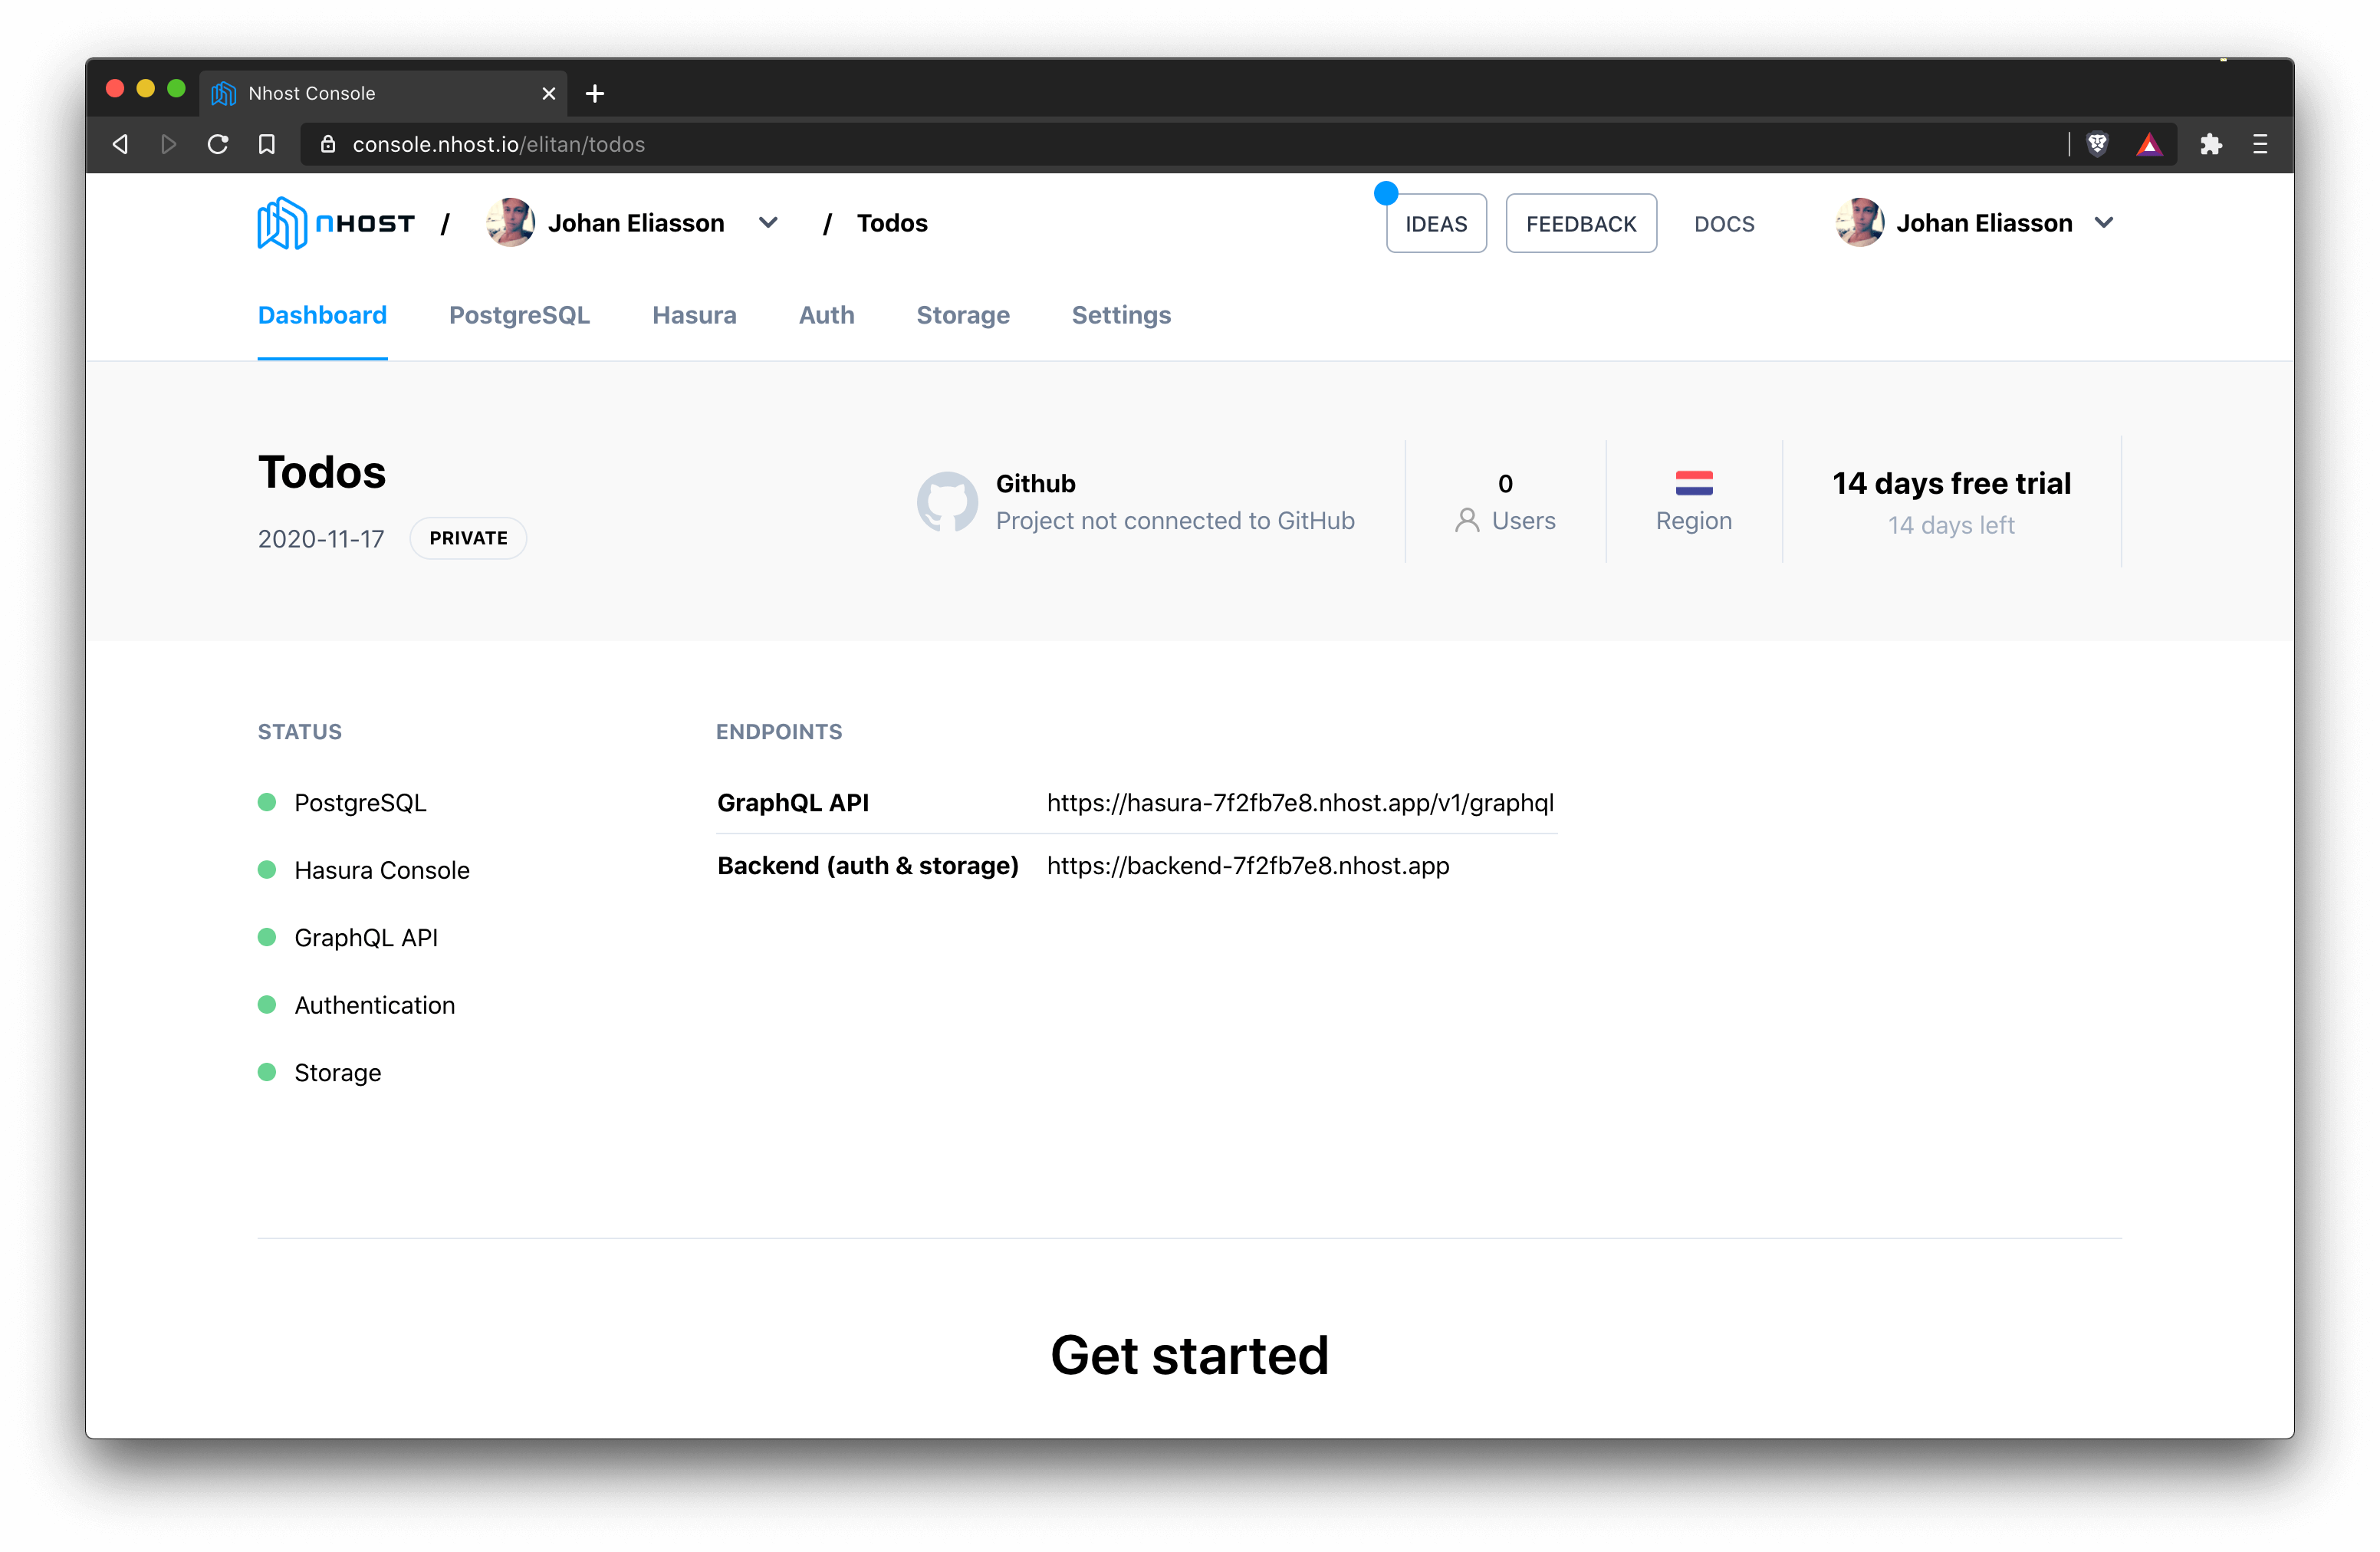 Nhost Console
console.nhost.io/elitan/todos
nHOST / Johan Eliasson / Todos
IDEAS FEEDBACK DOCS Johan Eliasson
Dashboard PostgreSQL Hasura Auth Storage Settings
Todos
2020-11-17 PRIVATE
Github
Project not connected to GitHub
0
Users
Region
14 days free trial
14 days left
STATUS
PostgreSQL
Hasura Console
GraphQL API
Authentication
Storage
ENDPOINTS
GraphQL API https://hasura-7f2fb7e8.nhost.app/v1/graphql
Backend (auth & storage) https://backend-7f2fb7e8.nhost.app
Get started